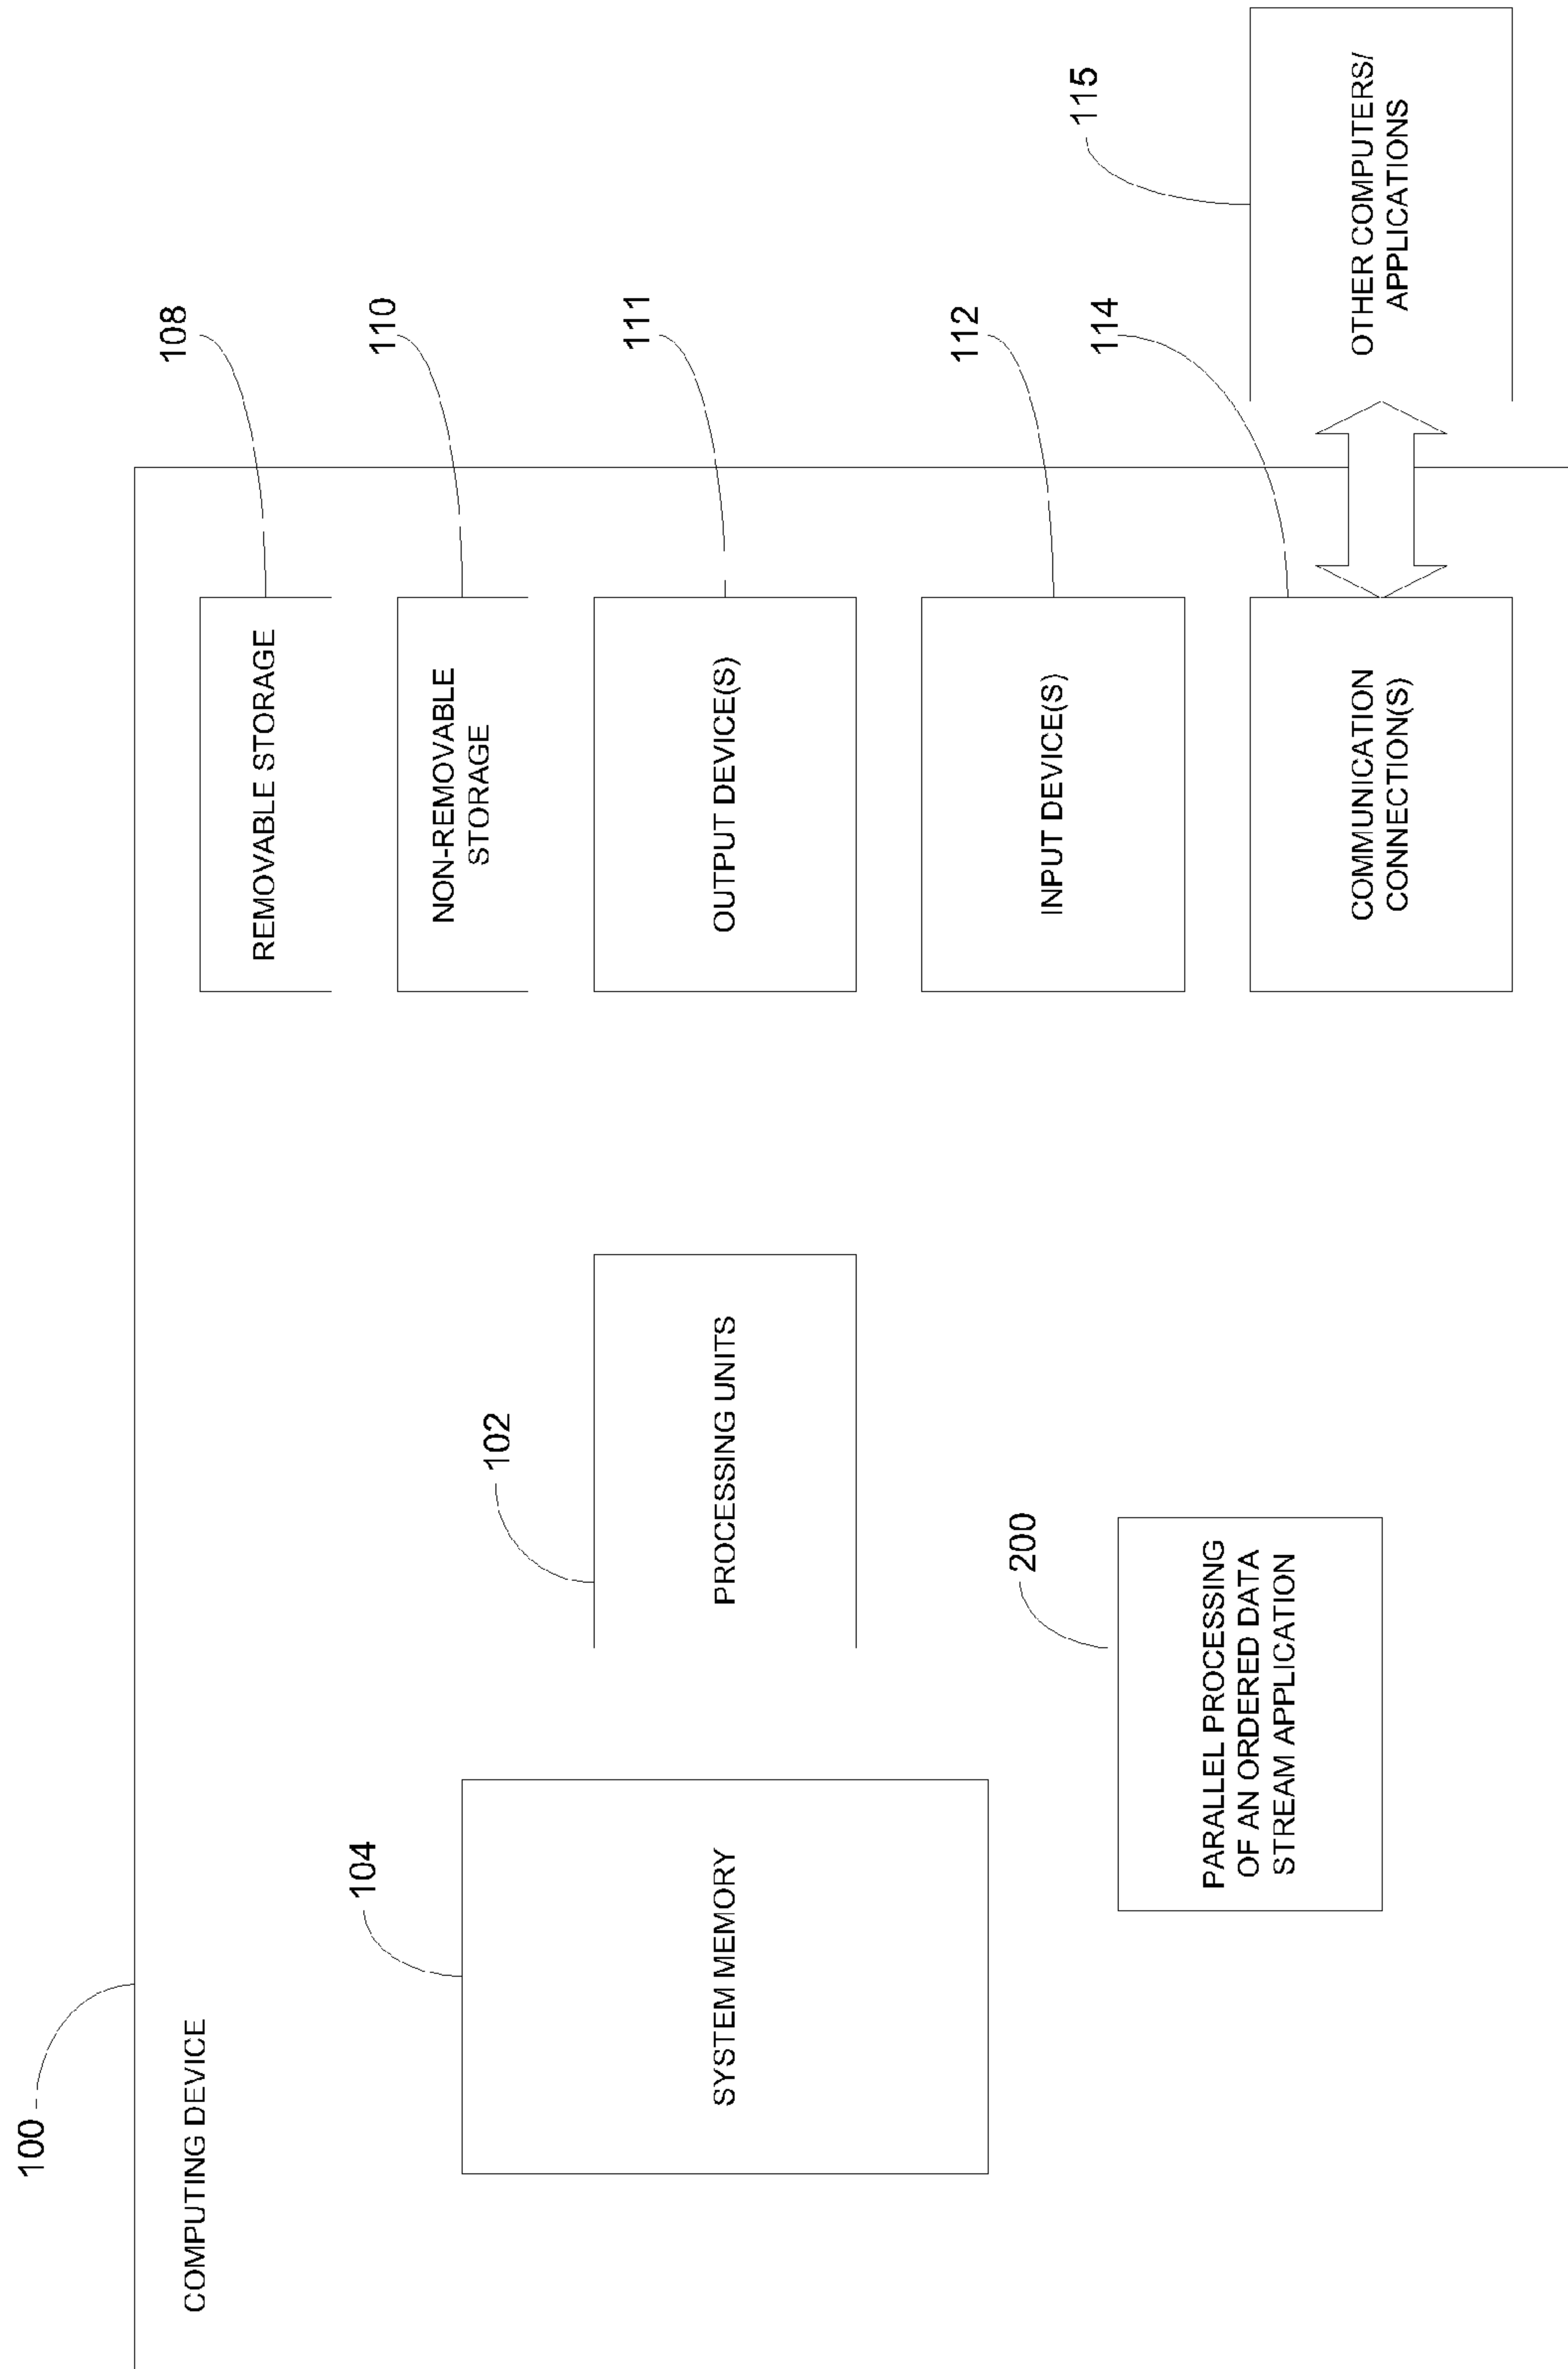 100
COMPUTING DEVICE
104
SYSTEM MEMORY
102
PROCESSING UNITS
200
PARALLEL PROCESSING
OF AN ORDERED DATA
STREAM APPLICATION
108
REMOVABLE STORAGE
110
NON-REMOVABLE
STORAGE
111
OUTPUT DEVICE(S)
112
INPUT DEVICE(S)
114
COMMUNICATION
CONNECTION(S)
115
OTHER COMPUTERS/
APPLICATIONS